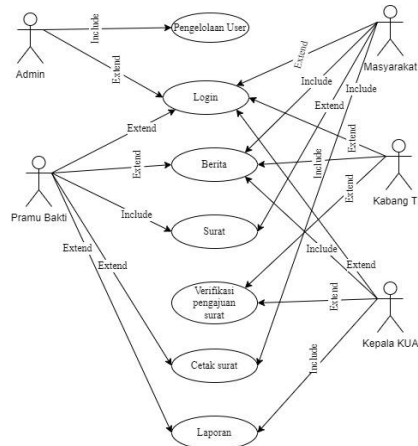 Pengelolaan User
Include
Admin
Masyarakat
Extend
Extend
Login
Include
Extend
Include
Extend
Extend
Berita
Extend
Include
Kabang T
Pramu Bakti
Include
Surat
Extend
Extend
Include
Extend
Extend
Verifikasi
pengajuan
surat
Extend
Kepala KUA
Cetak surat
Include
Laporan